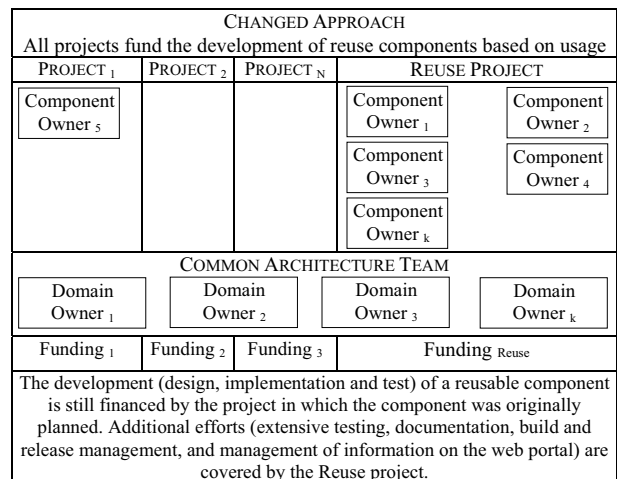 CHANGED APPROACH
All projects fund the development of reuse components based on usage
PROJECT 1 PROJECT 2 PROJECT N REUSE PROJECT
Component
Owner 5
Component
Owner 1
Component
Owner 2
Component
Owner 3
Component
Owner 4
Component
Owner k
COMMON ARCHITECTURE TEAM
Domain
Owner 1
Domain
Owner 2
Domain
Owner 3
Domain
Owner k
Funding 1 Funding 2 Funding 3 Funding Reuse
The development (design, implementation and test) of a reusable component
is still financed by the project in which the component was originally
planned. Additional efforts (extensive testing, documentation, build and
release management, and management of information on the web portal) are
covered by the Reuse project.